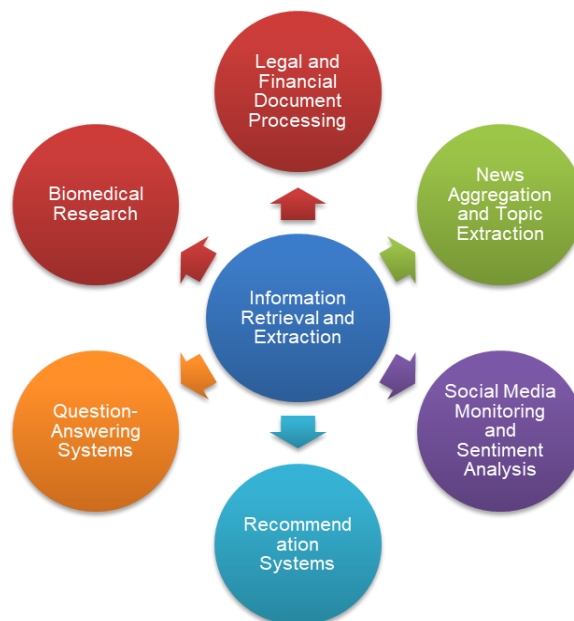 Legal and
Financial
Document
Processing
News
Aggregation
and Topic
Extraction
Social Media
Monitoring
and
Sentiment
Analysis
Recommend
ation
Systems
Question-
Answering
Systems
Biomedical
Research
Information
Retrieval and
Extraction